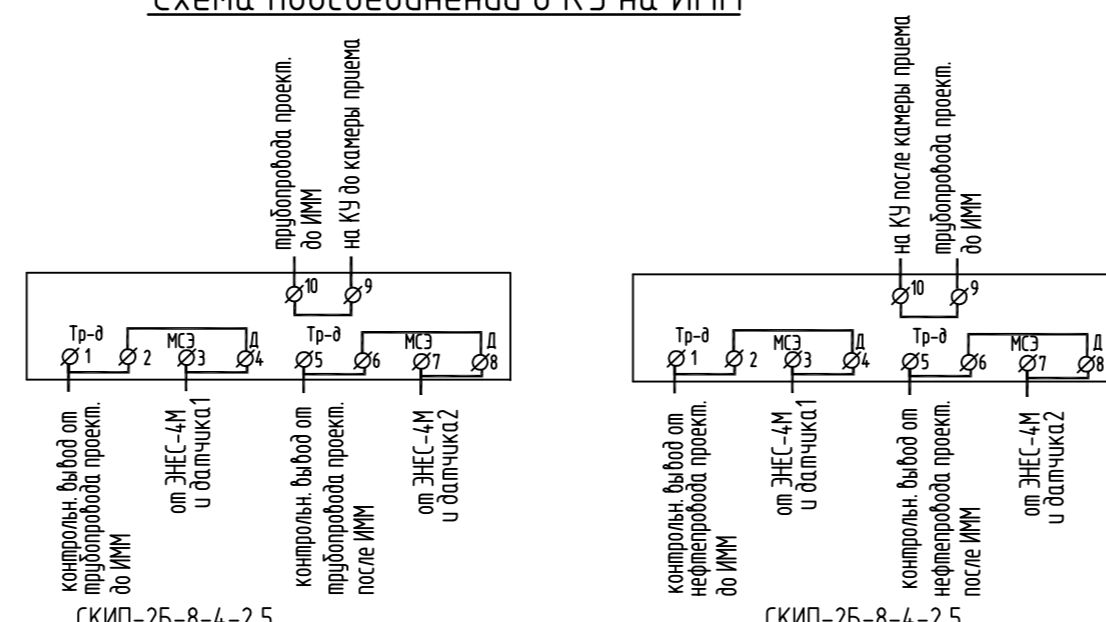 Схема подсоединений в КУ на ИММ
трубопровода проект.
до ИММ
на КУ до камеры приема
10
9
Тр-д
1
2
МСЭ
3
Д
4
Тр-д
5
6
МСЭ
7
Д
8
контрольн. вывод от
трубопровода проект.
до ИММ
от ЭНЕС-4М
и датчика1
контрольн. вывод от
трубопровода проект.
после ИММ
от ЭНЕС-4М
и датчика2
СКИП-2Б-8-4-2,5
на КУ после камеры приема
трубопровода проект.
до ИММ
10
9
Тр-д
1
2
МСЭ
3
Д
4
Тр-д
5
6
МСЭ
7
Д
8
контрольн. вывод от
нефтепровода проект.
до ИММ
от ЭНЕС-4М
и датчика1
контрольн. вывод от
нефтепровода проект.
после ИММ
от ЭНЕС-4М
и датчика2
СКИП-2Б-8-4-2,5